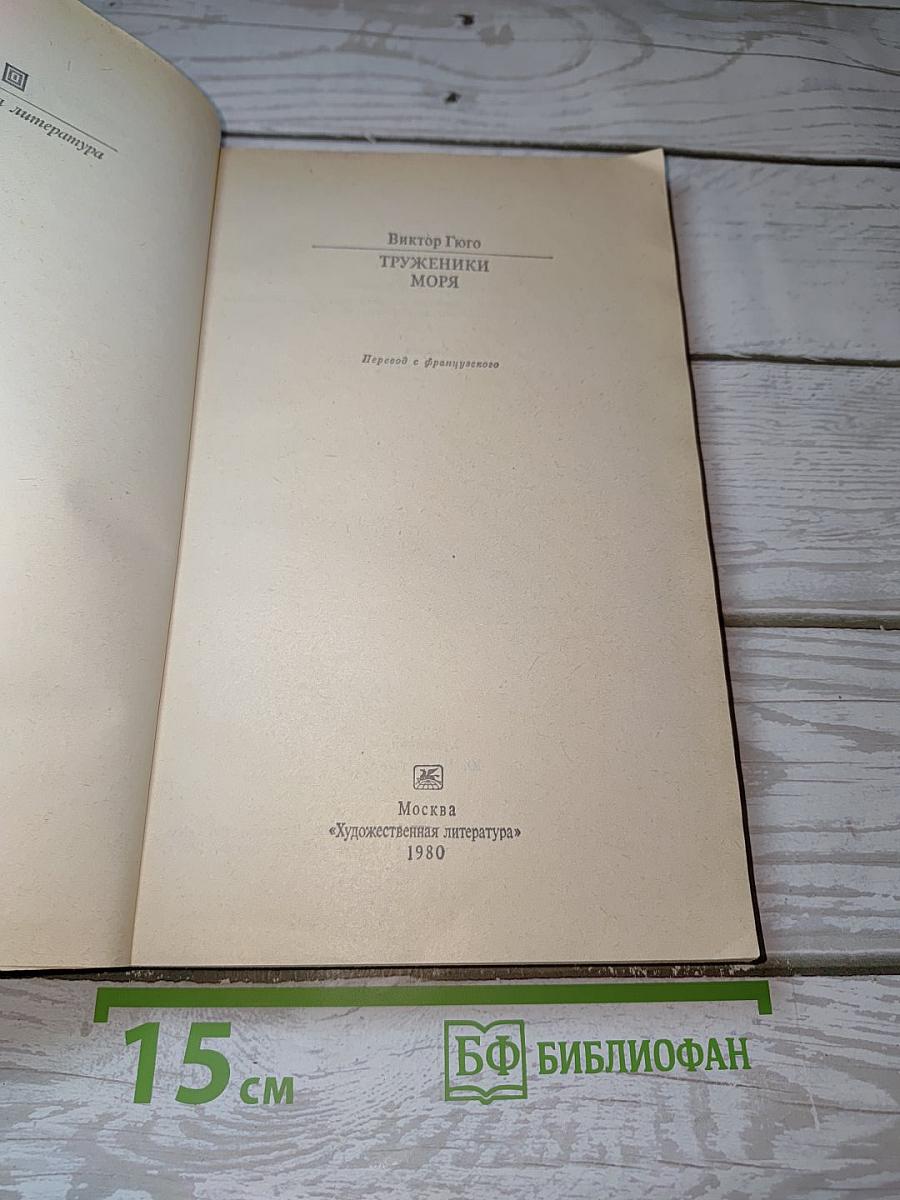 литература
Виктор Гюго
ТРУЖЕНИКИ
МОРЯ
Перевод с французского
Москва
«Художественная литература»
1980
15 см
БФ БИБЛИОФАН